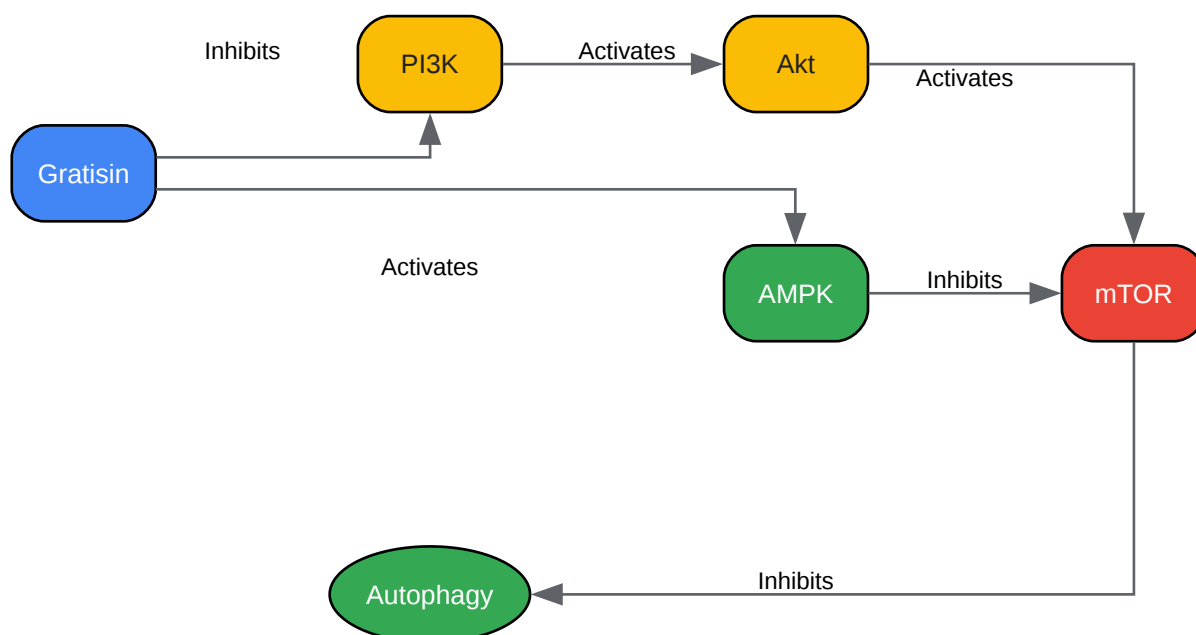 Inhibits
PI3K
Activates
Akt
Activates
Gratisin
Activates
AMPK
Inhibits
mTOR
Autophagy
Inhibits